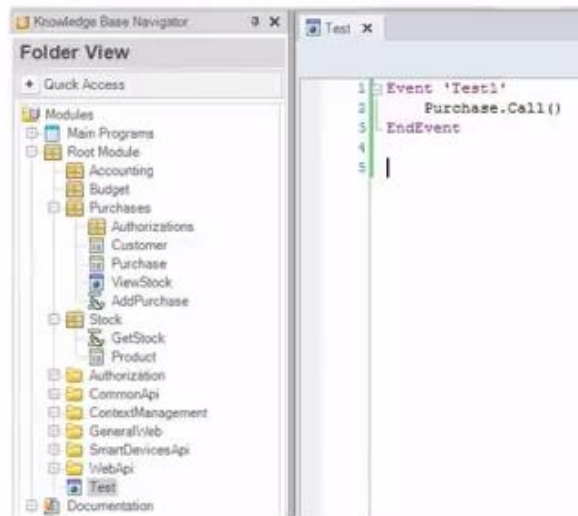 Knowledge Base Navigator
Folder View
Quick Access
Modules
Main Programs
Root Module
Accounting
Budget
Purchases
Authorizations
Customer
Purchase
ViewStock
AddPurchase
Stock
GetStock
Product
Authorization
CommonApi
ContextManagement
GeneralWeb
SmartDevicesApi
WebApi
Test
Documentation
Test
1 Event 'Test1'
2 Purchase.Call()
3 EndEvent
4
5